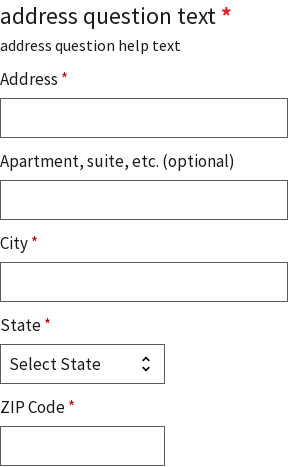 address question text *
address question help text
Address *
Apartment, suite, etc. (optional)
City *
State *
Select State
ZIP Code *